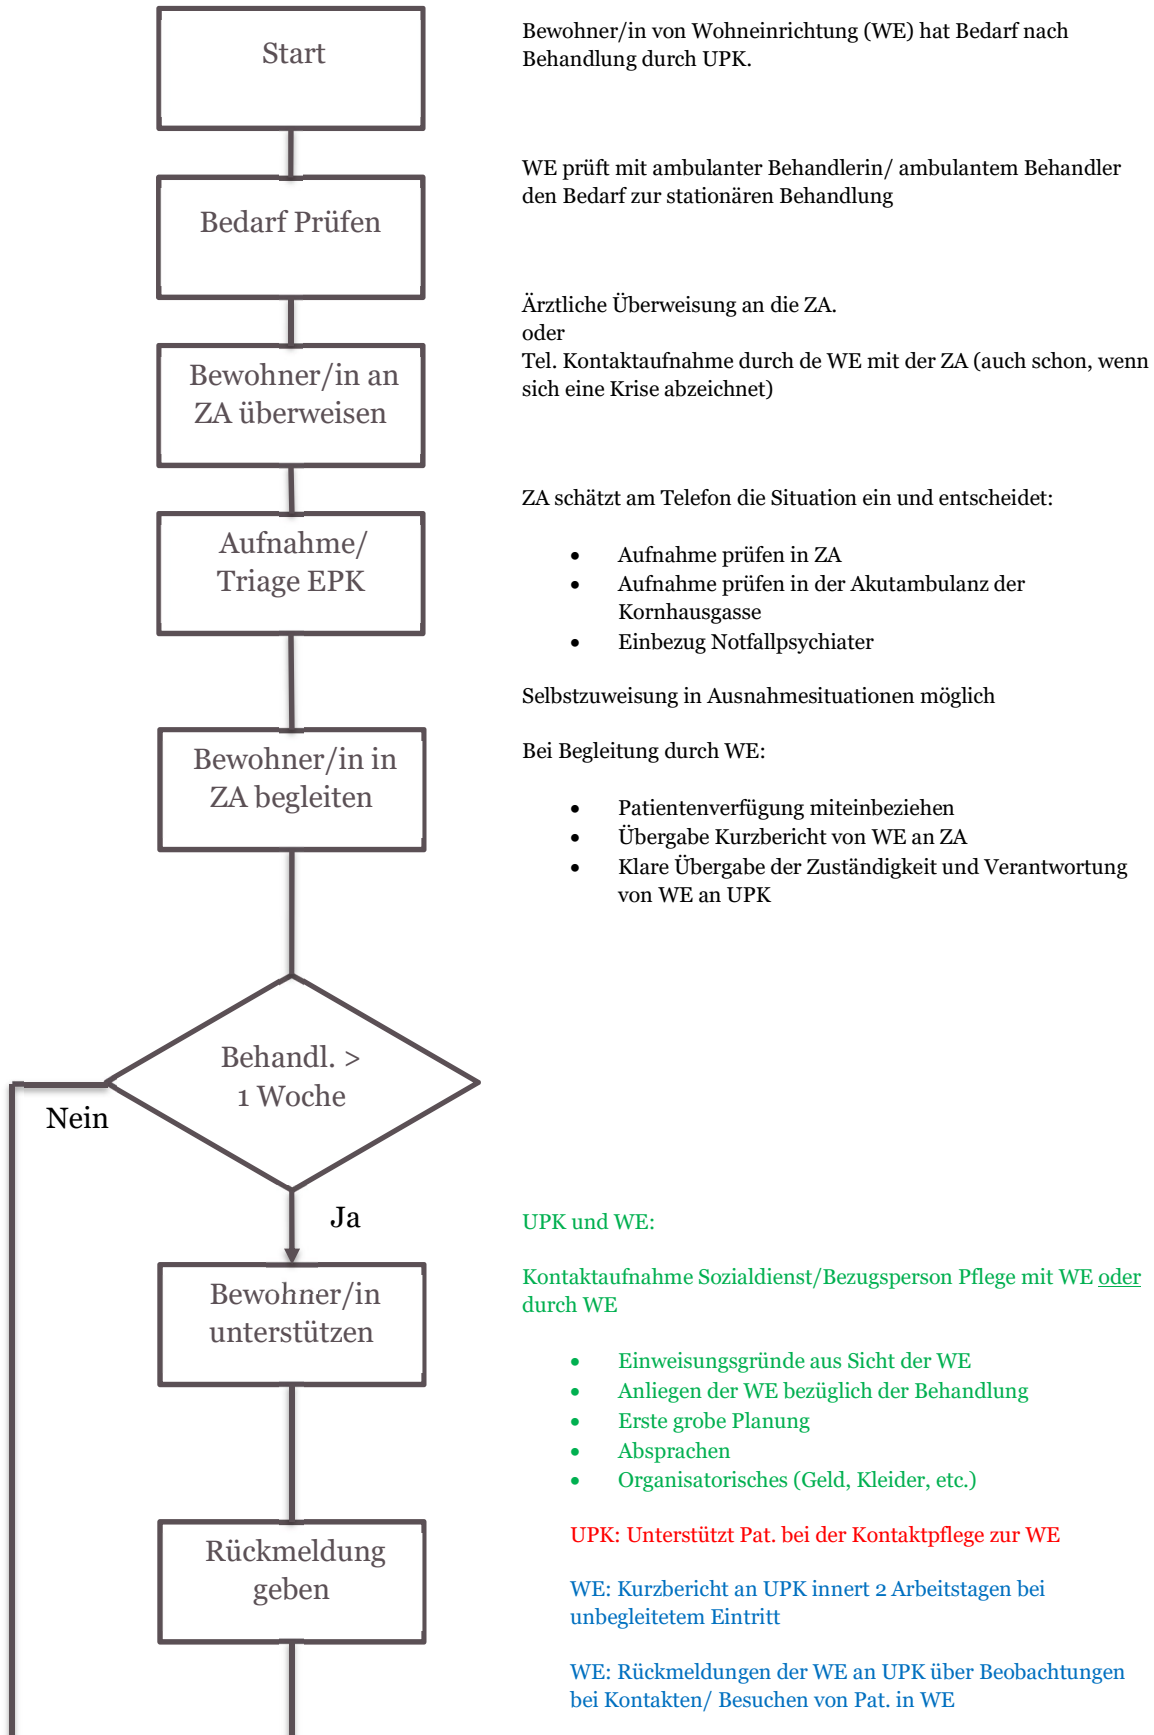 Start
Bewohner/in von Wohneinrichtung (WE) hat Bedarf nach
Behandlung durch UPK.
Bedarf Prüfen
WE prüft mit ambulanter Behandlerin/ ambulantem Behandler
den Bedarf zur stationären Behandlung
Bewohner/in an
ZA überweisen
Ärztliche Überweisung an die ZA.
oder
Tel. Kontaktaufnahme durch de WE mit der ZA (auch schon, wenn
sich eine Krise abzeichnet)
Aufnahme/
Triage EPK
ZA schätzt am Telefon die Situation ein und entscheidet:
• Aufnahme prüfen in ZA
• Aufnahme prüfen in der Akutambulanz der
Kornhausgasse
• Einbezug Notfallpsychiater
Selbstzuweisung in Ausnahmesituationen möglich
Bewohner/in in
ZA begleiten
Bei Begleitung durch WE:
• Patientenverfügung miteinbeziehen
• Übergabe Kurzbericht von WE an ZA
• Klare Übergabe der Zuständigkeit und Verantwortung
von WE an UPK
Behandl. >
1 Woche
Nein
Ja
Bewohner/in
unterstützen
UPK und WE:
Kontaktaufnahme Sozialdienst/Bezugsperson Pflege mit WE oder
durch WE
• Einweisungsgründe aus Sicht der WE
• Anliegen der WE bezüglich der Behandlung
• Erste grobe Planung
• Absprachen
• Organisatorisches (Geld, Kleider, etc.)
Rückmeldung
geben
UPK: Unterstützt Pat. bei der Kontaktpflege zur WE
WE: Kurzbericht an UPK innert 2 Arbeitstagen bei
unbegleitetem Eintritt
WE: Rückmeldungen der WE an UPK über Beobachtungen
bei Kontakten/ Besuchen von Pat. in WE